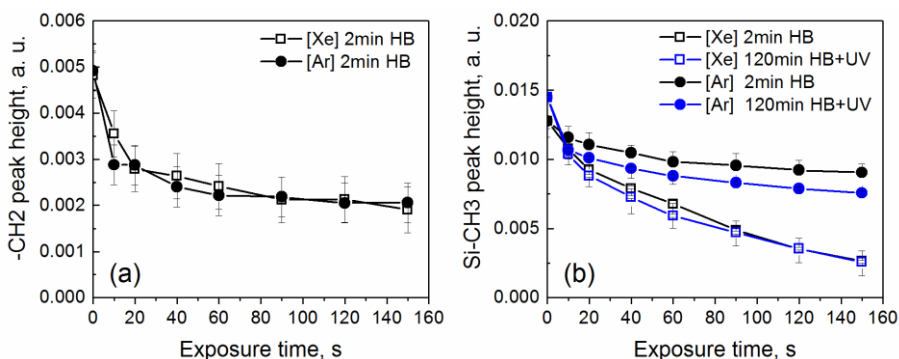 0.006
0.005
0.004
0.003
0.002
0.001
0.000
-CH2 peak height, a. u.
[Xe] 2min HB
[Ar] 2min HB
(a)
0 20 40 60 80 100 120 140 160
Exposure time, s
0.020
0.015
0.010
0.005
0.000
Si-CH3 peak height, a. u.
[Xe] 2min HB
[Xe] 120min HB+UV
[Ar] 2min HB
[Ar] 120min HB+UV
(b)
0 20 40 60 80 100 120 140 160
Exposure time, s